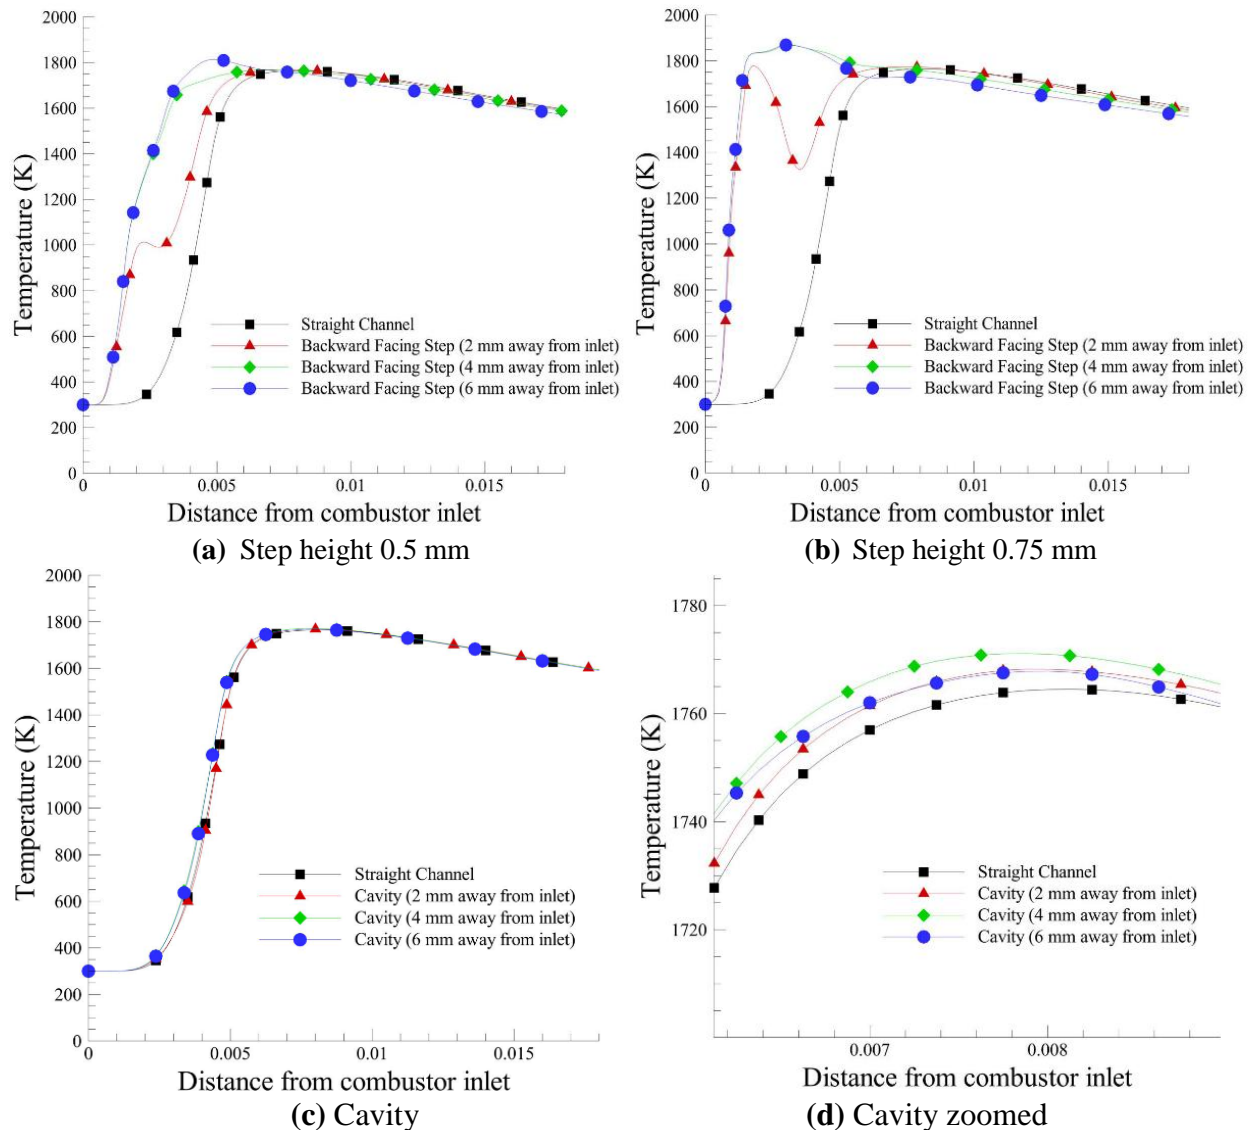 2000
1800
1600
1400
1200
1000
800
600
400
200
0
Temperature (K)
Straight Channel
Backward Facing Step (2 mm away from inlet)
Backward Facing Step (4 mm away from inlet)
Backward Facing Step (6 mm away from inlet)
0 0.005 0.01 0.015
Distance from combustor inlet
(a) Step height 0.5 mm
2000
1800
1600
1400
1200
1000
800
600
400
200
0
Temperature (K)
Straight Channel
Backward Facing Step (2 mm away from inlet)
Backward Facing Step (4 mm away from inlet)
Backward Facing Step (6 mm away from inlet)
0 0.005 0.01 0.015
Distance from combustor inlet
(b) Step height 0.75 mm
2000
1800
1600
1400
1200
1000
800
600
400
200
0
Temperature (K)
Straight Channel
Cavity (2 mm away from inlet)
Cavity (4 mm away from inlet)
Cavity (6 mm away from inlet)
0 0.005 0.01 0.015
Distance from combustor inlet
(c) Cavity
1780
1760
1740
1720
Temperature (K)
Straight Channel
Cavity (2 mm away from inlet)
Cavity (4 mm away from inlet)
Cavity (6 mm away from inlet)
0.007 0.008
Distance from combustor inlet
(d) Cavity zoomed